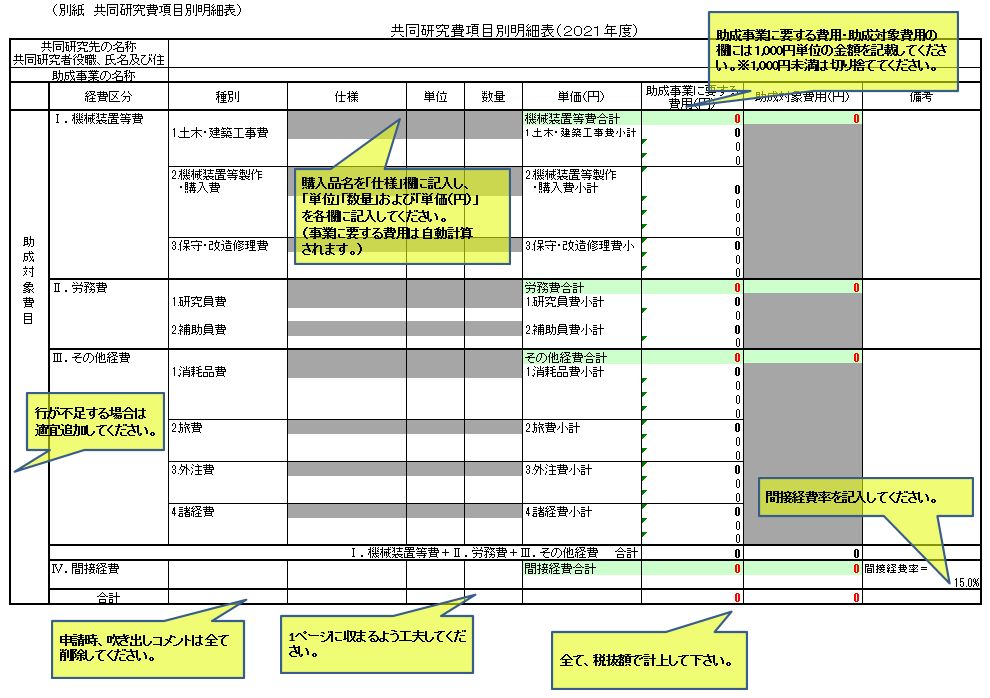 （別紙　共同研究費項目別明細表）
共同研究費項目別明細表（2021年度）
共同研究先の名称
共同研究者役職、氏名及び住
助成事業の名称
助成事業に要する費用・助成対象費用の
欄には1,000円単位の金額を記載してくださ
い。※1,000円未満は切り捨ててください。
経費区分　種別　仕様　単位　数量　単価(円)　助成事業に要する
費用(円)　助成対象費用(円)　備考
助成対象費目
Ⅰ．機械装置等費　機械装置等費合計　0　0
1.土木・建築工事費　1.土木・建築工事費小計　0
0
0
2.機械装置等製作
・購入費　2.機械装置等製作
・購入費小計　0
0
0
0
3.保守・改造修理費　3.保守・改造修理費小　0
0
0
購入品名を「仕様」欄に記入し、
「単位」「数量」および「単価(円)」
を各欄に記入してください。
（事業に要する費用は自動計算
されます。）
Ⅱ．労務費　労務費合計　0　0
1.研究員費　1.研究員費小計　0
0
2.補助員費　2.補助員費小計　0
0
Ⅲ．その他経費　その他経費合計　0　0
1.消耗品費　1.消耗品費小計　0
0
0
0
2.旅費　2.旅費小計　0
0
0
3.外注費　3.外注費小計　0
0
0
4.諸経費　4.諸経費小計　0
0
0
行が不足する場合は
適宜追加してください。
間接経費率を記入してください。
Ⅰ．機械装置等費＋Ⅱ．労務費＋Ⅲ．その他経費　合計　0　0
Ⅳ．間接経費　間接経費合計　0　0　間接経費率＝
15.0%
合計　0　0
申請時、吹き出しコメントは全て
削除してください。
1ページに収まるよう工夫してくだ
さい。
全て、税抜額で計上して下さい。